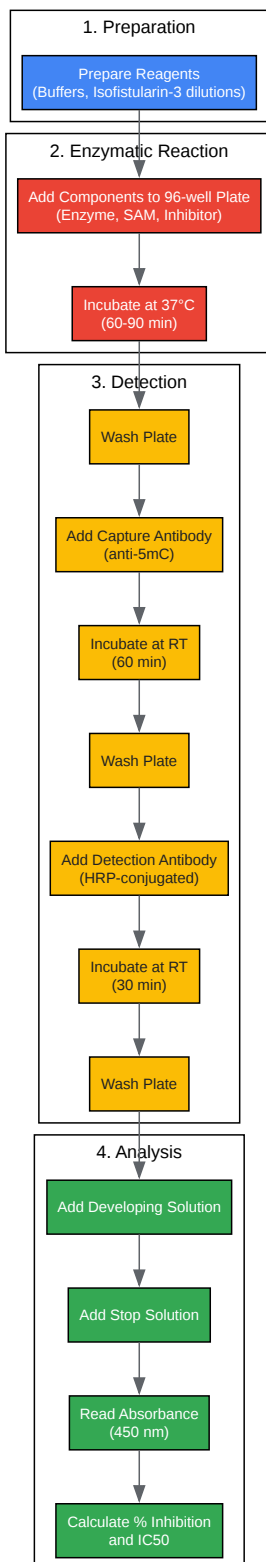 1. Preparation
Prepare Reagents
(Buffers, Isofistularin-3 dilutions)
2. Enzymatic Reaction
Add Components to 96-well Plate
(Enzyme, SAM, Inhibitor)
Incubate at 37°C
(60-90 min)
3. Detection
Wash Plate
Add Capture Antibody
(anti-5mC)
Incubate at RT
(60 min)
Wash Plate
Add Detection Antibody
(HRP-conjugated)
Incubate at RT
(30 min)
Wash Plate
4. Analysis
Add Developing Solution
Add Stop Solution
Read Absorbance
(450 nm)
Calculate % Inhibition
and IC50